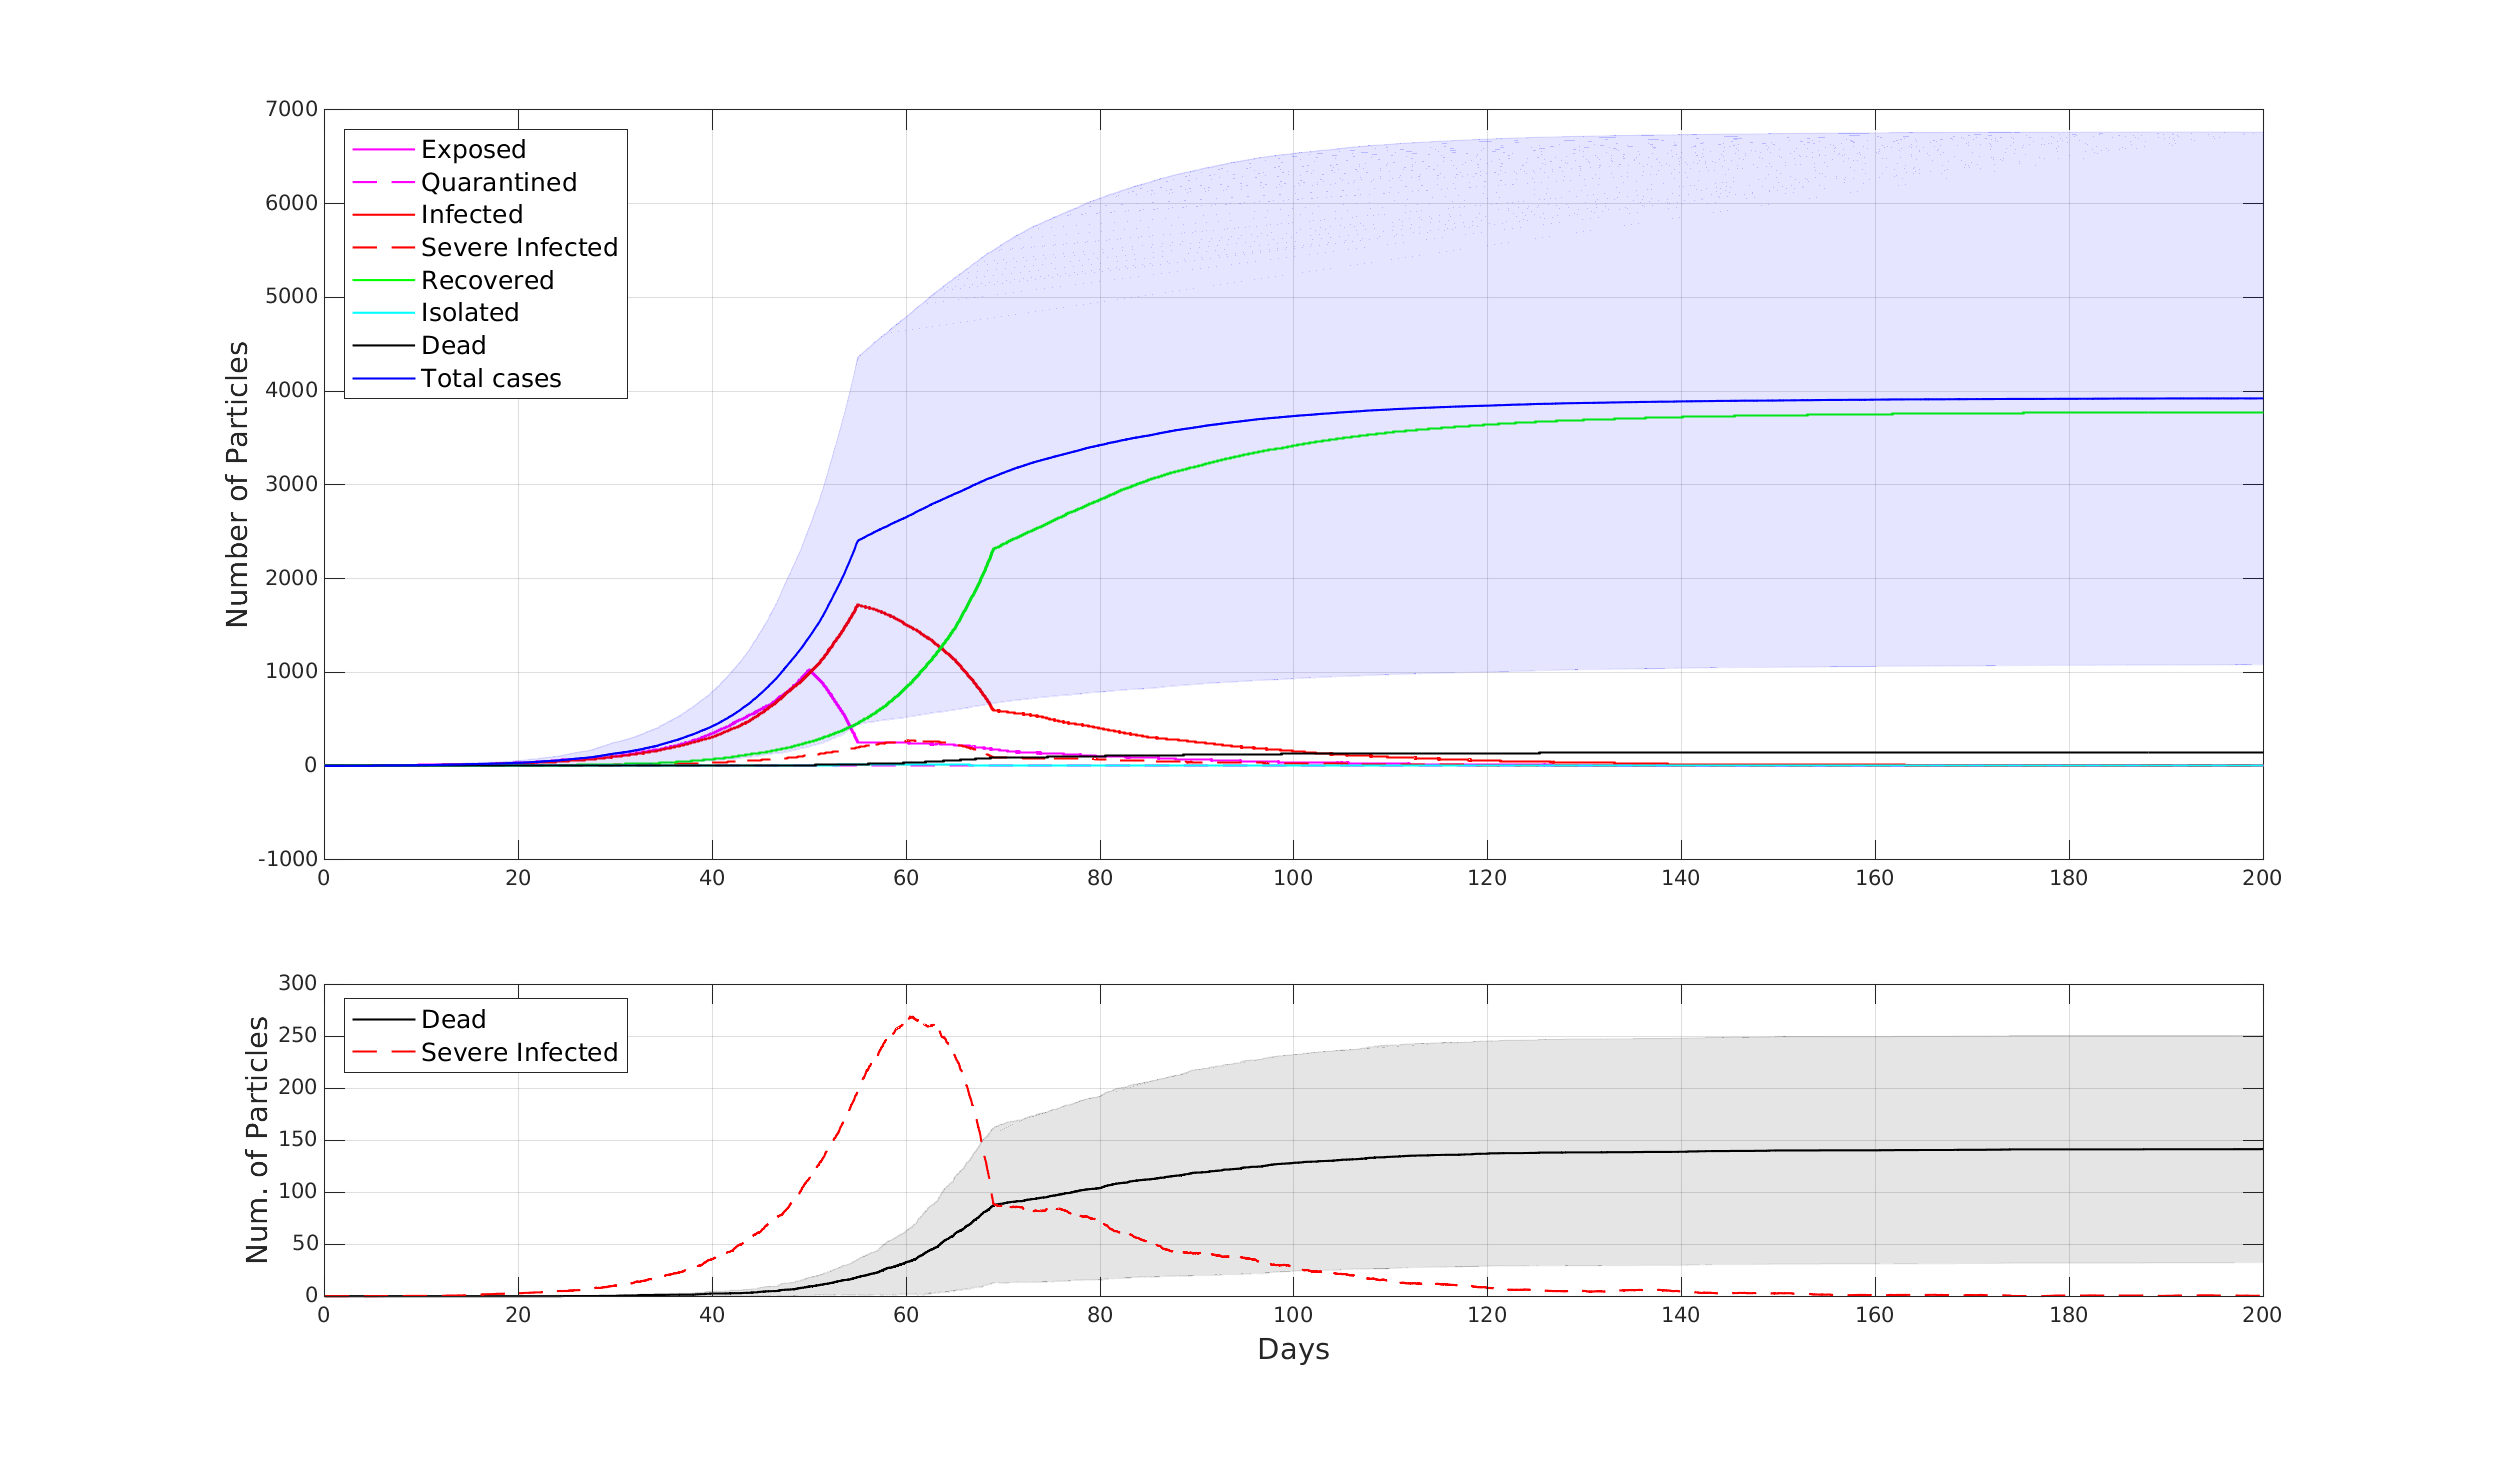 7000
6000
5000
4000
3000
2000
1000
0
-1000
Number of Particles
Exposed
Quarantined
Infected
Severe Infected
Recovered
Isolated
Dead
Total cases
0 20 40 60 80 100 120 140 160 180 200
300
250
200
150
100
50
0
Num. of Particles
Dead
Severe Infected
0 20 40 60 80 100 120 140 160 180 200
Days